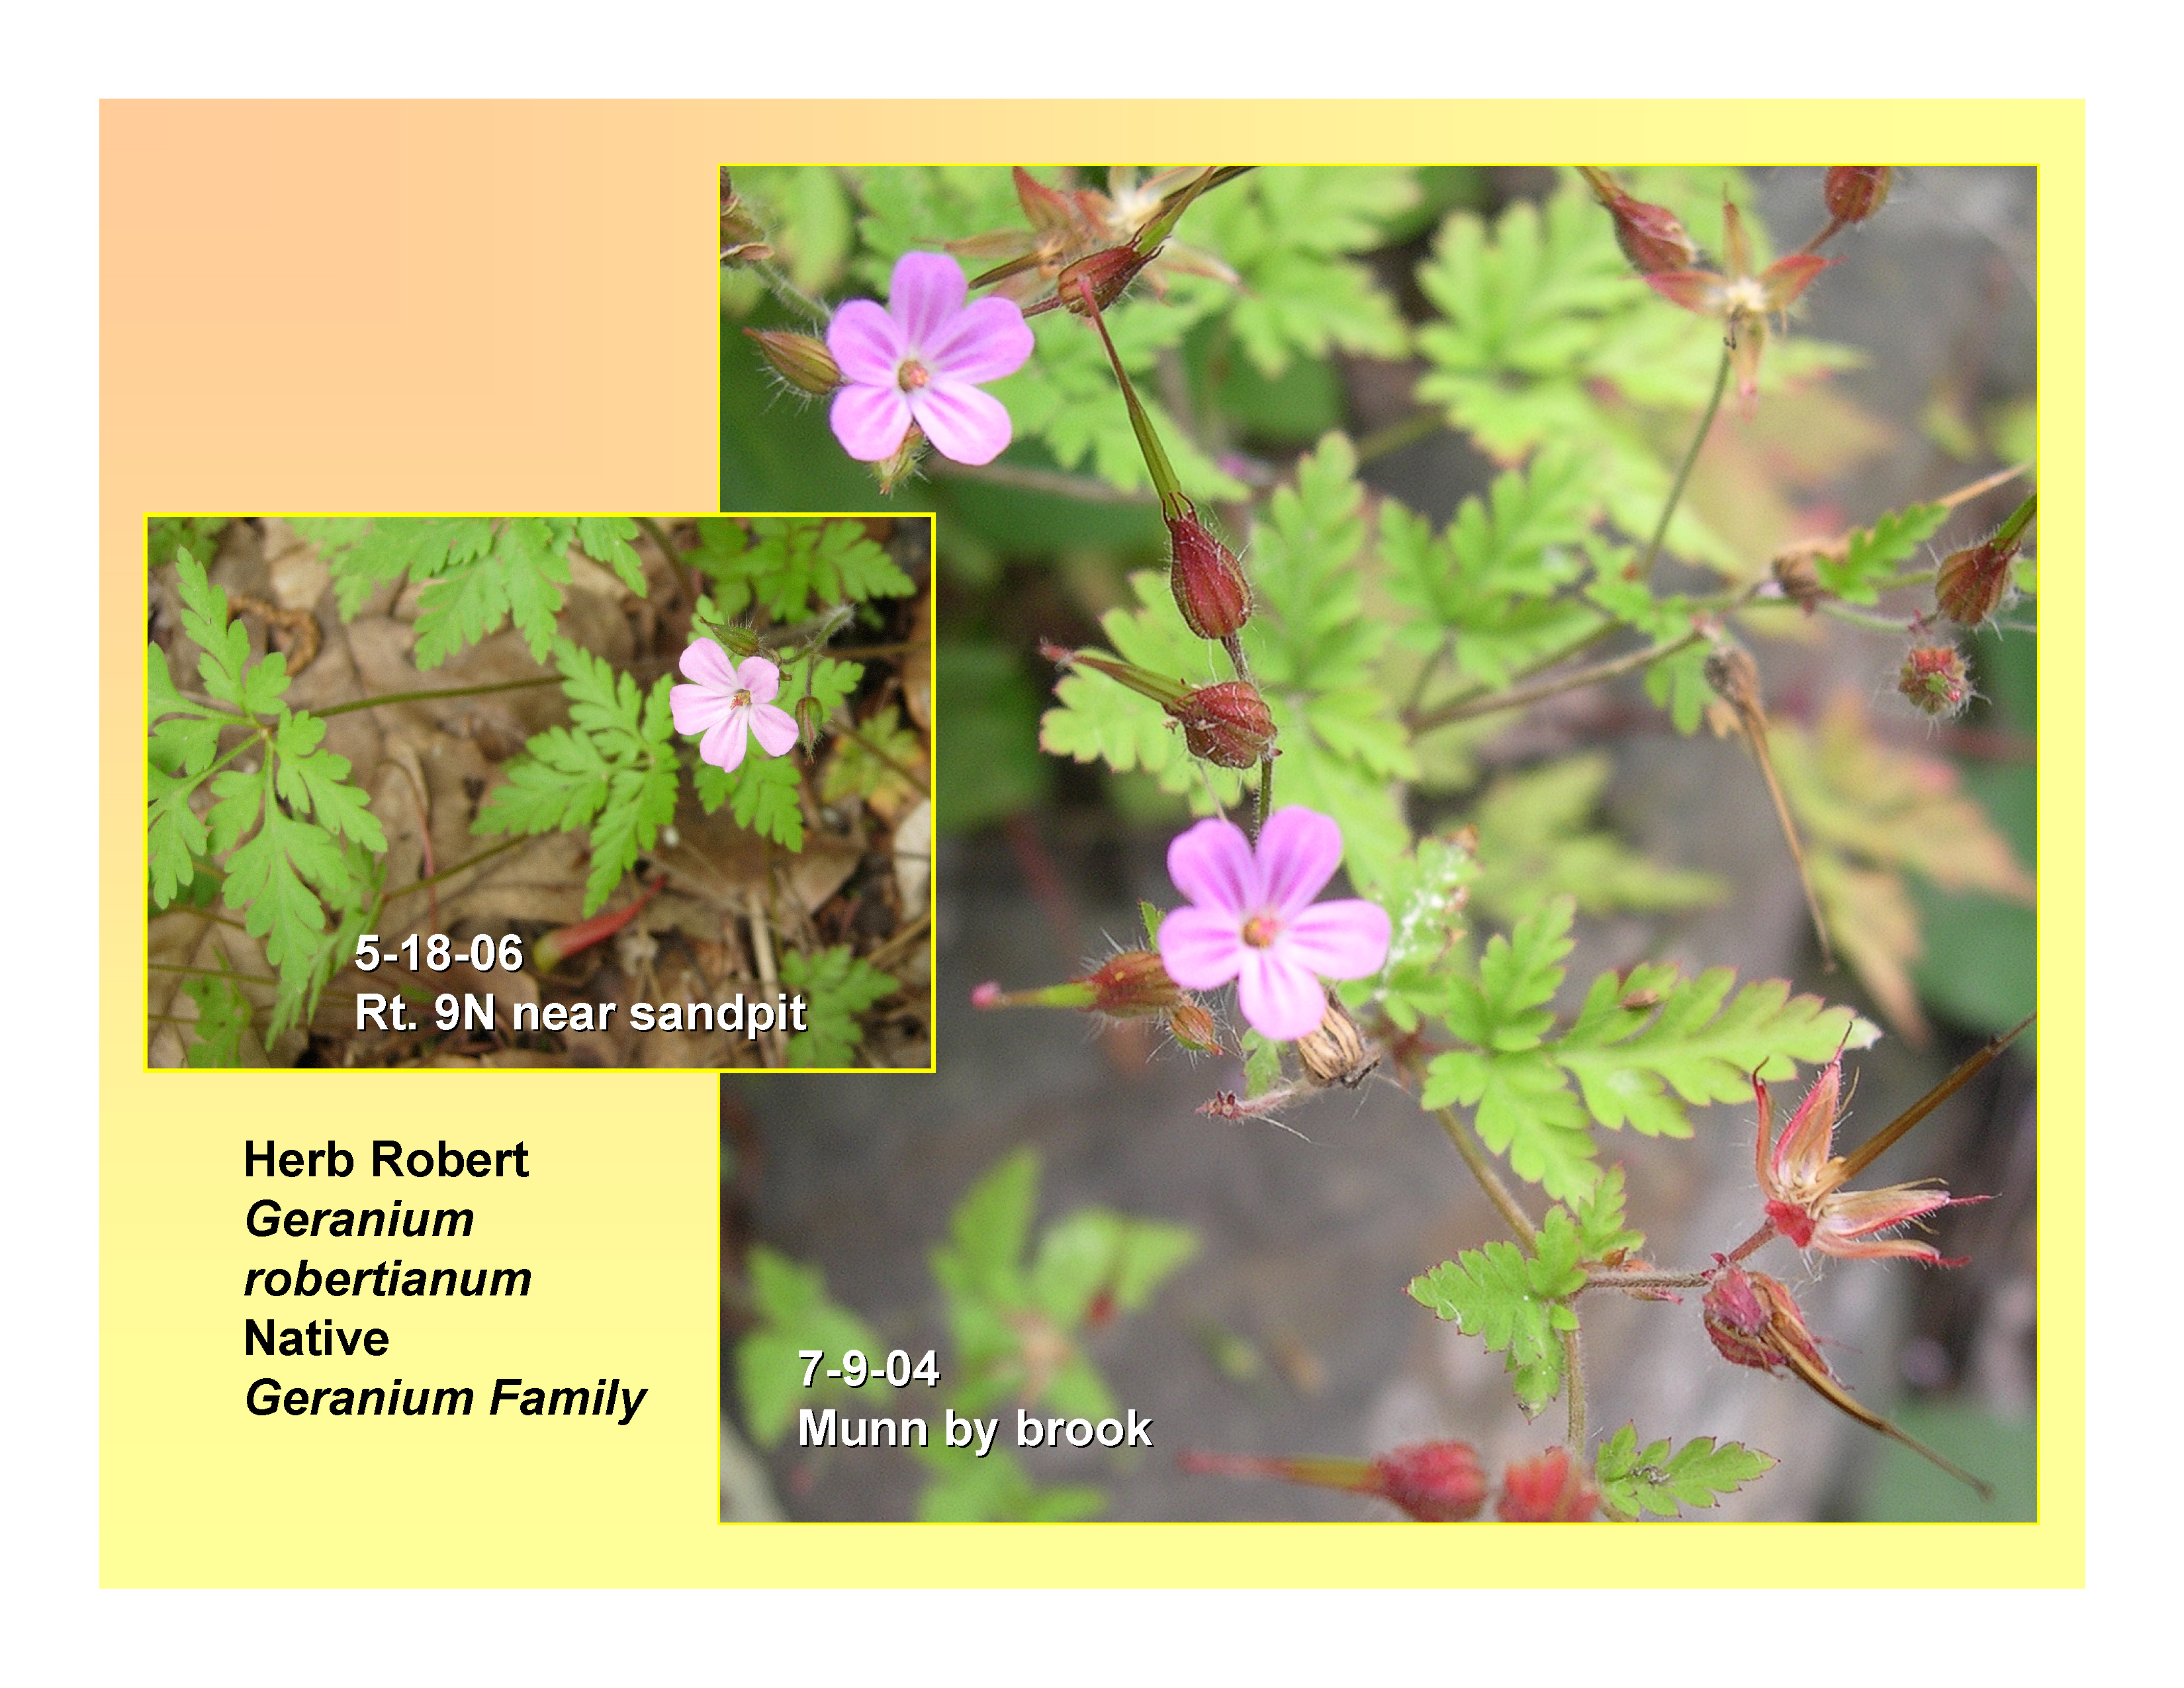 5-18-06
Rt. 9N near sandpit
Herb Robert
Geranium
robertianum
Native
Geranium Family
7-9-04
Munn by brook